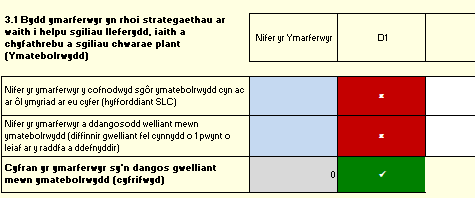 3.1 Bydd ymarferwyr yn rhoi strategaethau ar
waith i helpu sgiliau lleferydd, iaith a
chyfathrebu a sgiliau chwarae plant
(Ymatebolrwydd)
Nifer yr Ymarferwyr
D1
Nifer yr ymarferwyr y cofnodwyd sgôr ymatebolrwydd cyn ac
ar ôl ymyriad ar eu cyfer (hyfforddiant SLC)
Nifer yr ymarferwyr a ddangosodd welliant mewn
ymatebolrwydd (diffinnir gwelliant fel cynnydd o 1 pwynt o
leiaf ar y raddfa a ddefnyddir)
Cyfran yr ymarferwyr sy'n dangos gwelliant
mewn ymatebolrwydd (cyfrifwyd)
0